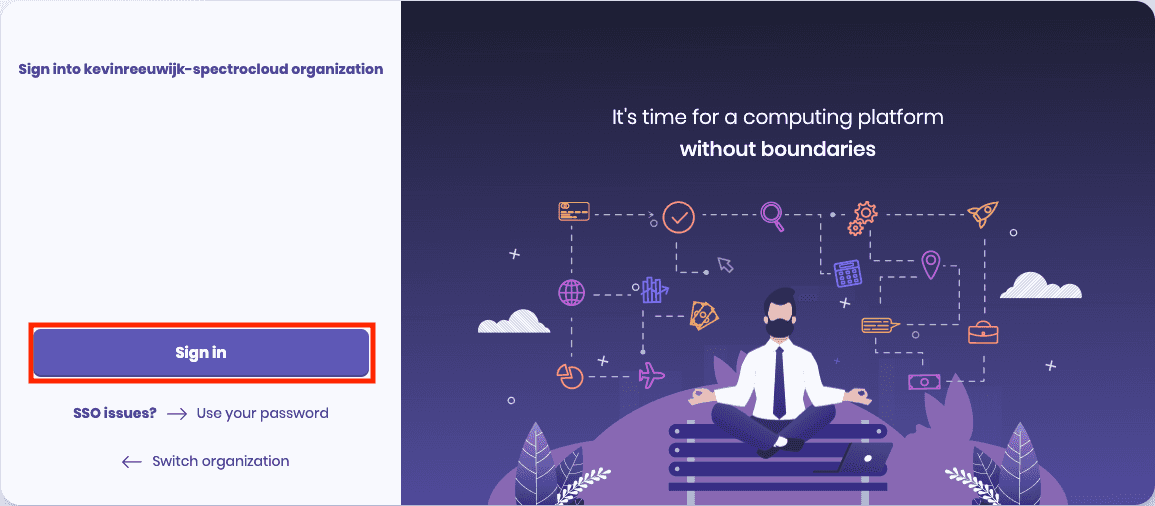 Sign into kevinreeuwijk-spectrocloud organization
Sign in
SSO issues? → Use your password
← Switch organization
It's time for a computing platform
without boundaries